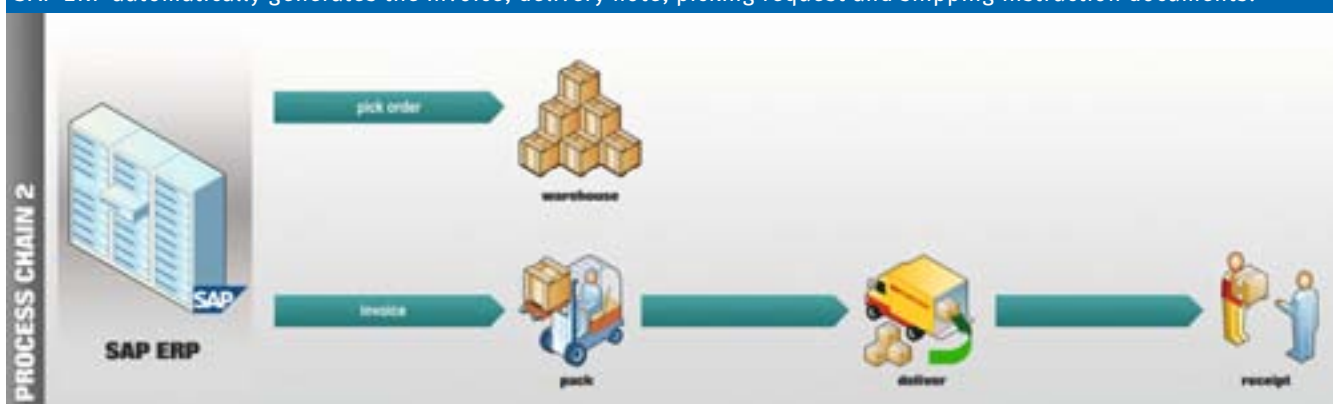 SAP ERP automatically generates the invoice, delivery note, picking request and shipping instruction documents.
PROCESS CHAIN 2
pick order
warehouse
SAP
SAP ERP
invoice
pack
deliver
receipt